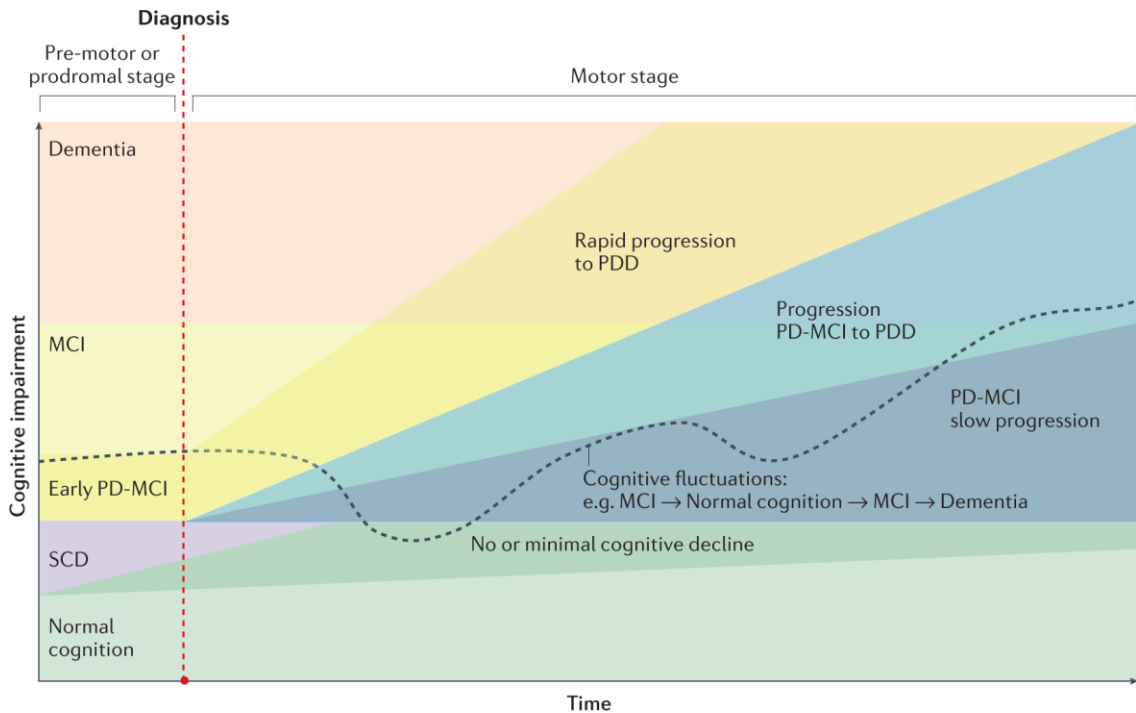 Diagnosis
Pre-motor or
prodromal stage
Motor stage
Dementia
Rapid progression
to PDD
Progression
PD-MCI to PDD
MCI
PD-MCI
slow progression
Cognitive impairment
Early PD-MCI
Cognitive fluctuations:
e.g. MCI → Normal cognition → MCI → Dementia
SCD
No or minimal cognitive decline
Normal
cognition
Time